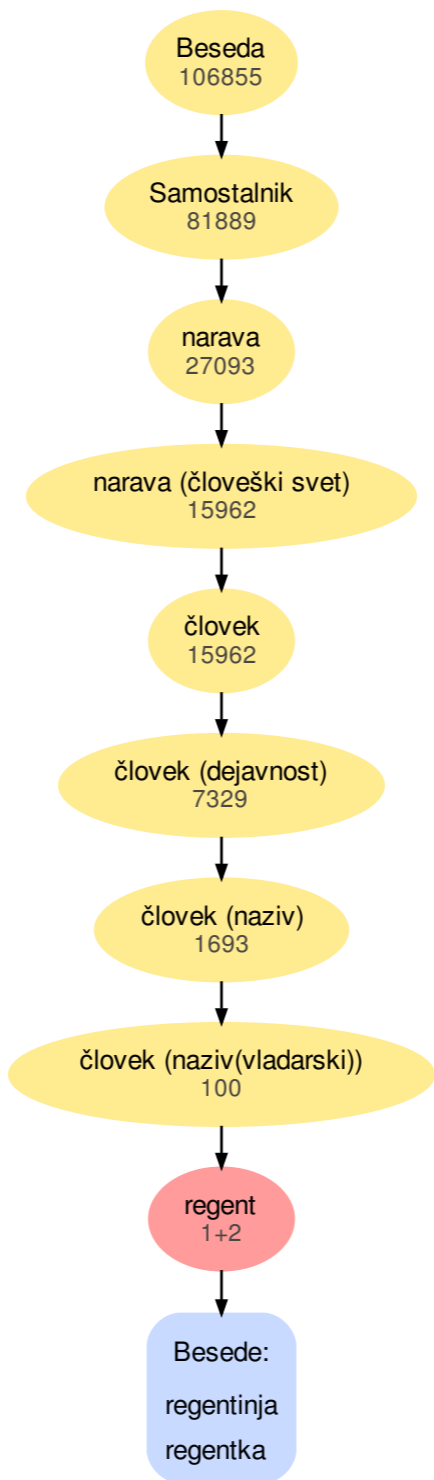 Beseda
106855
Samostalnik
81889
narava
27093
narava (človeški svet)
15962
človek
15962
človek (dejavnost)
7329
človek (naziv)
1693
človek (naziv(vladarski))
100
regent
1+2
Besede:
regentinja
regentka